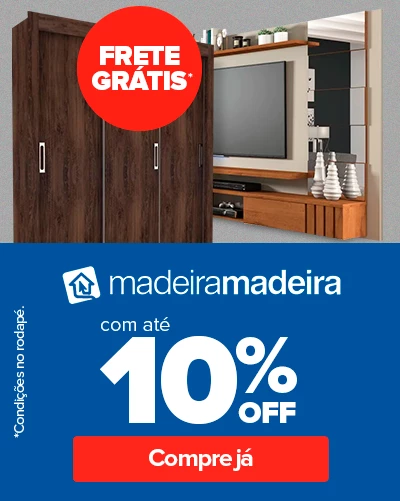 FRETE
GRÁTIS*
madeiramadeira
com até
10%
OFF
*Condições no rodapé.
Compre já